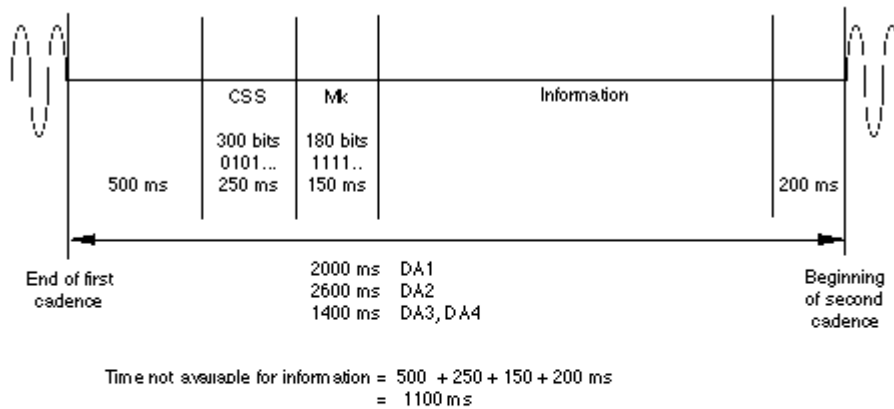 CSS
Mk
Information
300 bits
0101...
250 ms
180 bits
1111..
150 ms
500 ms
200 ms
End of first
cadence
2000 ms DA1
2600 ms DA2
1400 ms DA3, DA4
Beginning
of second
cadence
Time not available for information = 500 + 250 + 150 + 200 ms
= 1100 ms